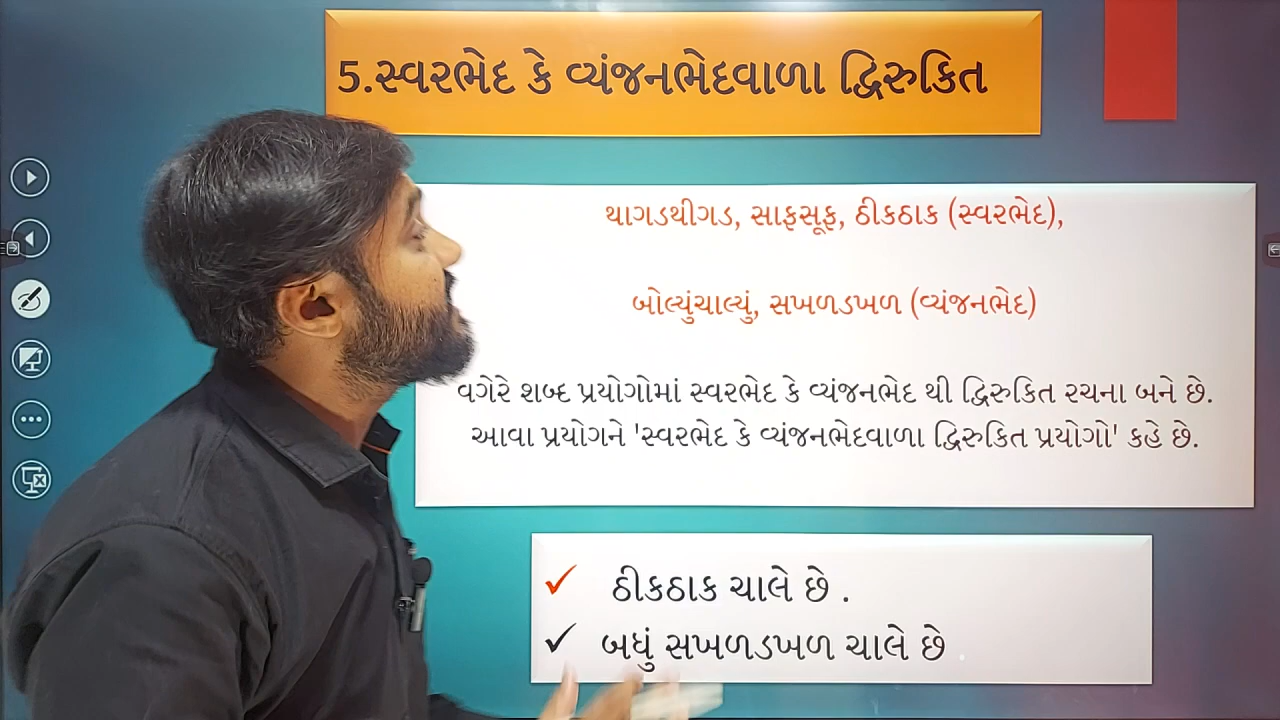 5.સ્વરભેદ કે વ્યંજનભેદવાળા દ્વિરુકિત
થાગડથીગડ, સાફસૂફ, ઠીકઠાક (સ્વરભેદ),
બોલ્યુંચાલ્યું, સખળડખળ (વ્યંજનભેદ)
વગેરે શબ્દ પ્રયોગોમાં સ્વરભેદ કે વ્યંજનભેદ થી દ્વિરુકિત રચના બને છે.
આવા પ્રયોગને 'સ્વરભેદ કે વ્યંજનભેદવાળા દ્વિરુકિત પ્રયોગો' કહે છે.
ઠીકઠાક ચાલે છે .
બધું સખળડખળ ચાલે છે .